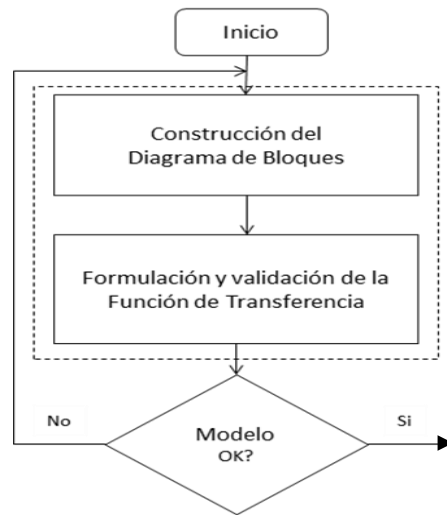 Inicio
Construcción del
Diagrama de Bloques
Formulación y validación de la
Función de Transferencia
No
Modelo
OK?
Si